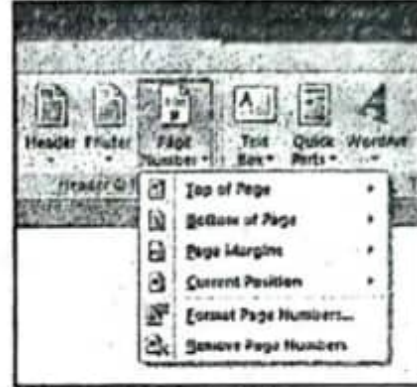 Header Footer Page Number Text Box Quick Parts WordArt
Header &
Top of Page
Bottom of Page
Page Margins
Current Position
Format Page Numbers...
Remove Page Numbers